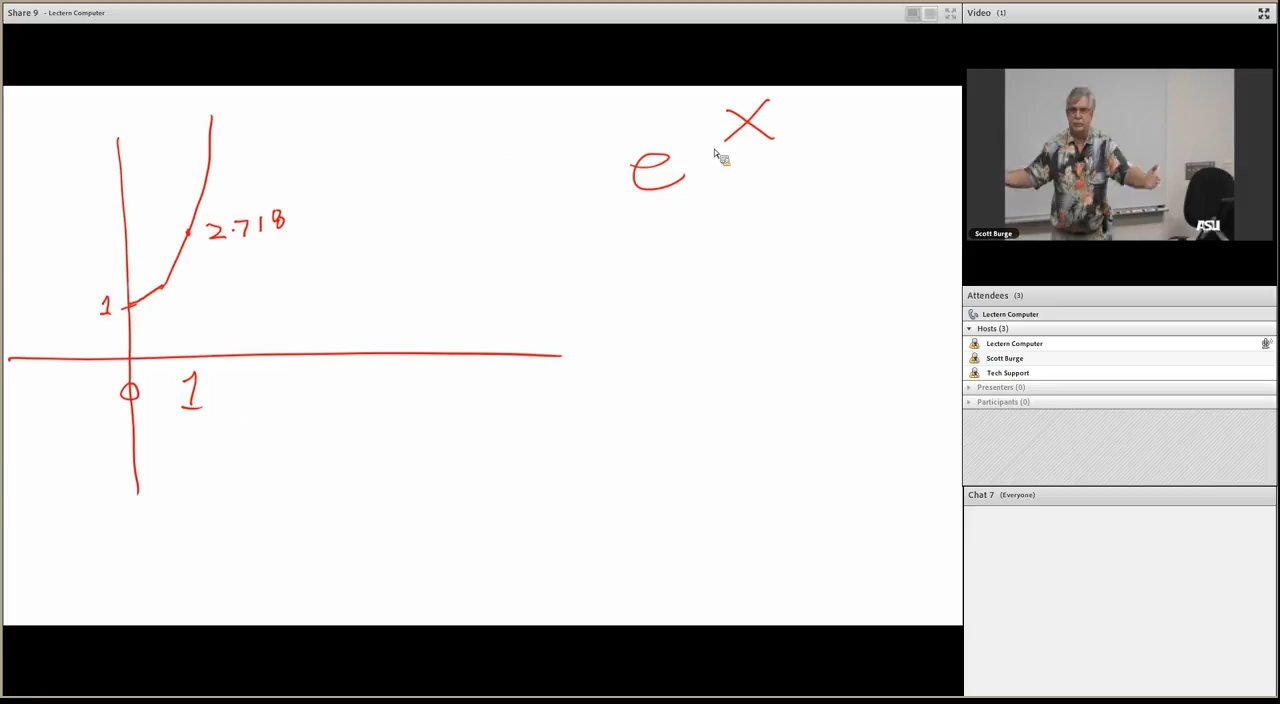 Share 9 - Lectern Computer
Video (1)
e^x
2.718
1
0 1
Scott Burge
ASU
Attendees (3)
Lectern Computer
Hosts (3)
Lectern Computer
Scott Burge
Tech Support
Presenters (0)
Participants (0)
Chat 7 (Everyone)